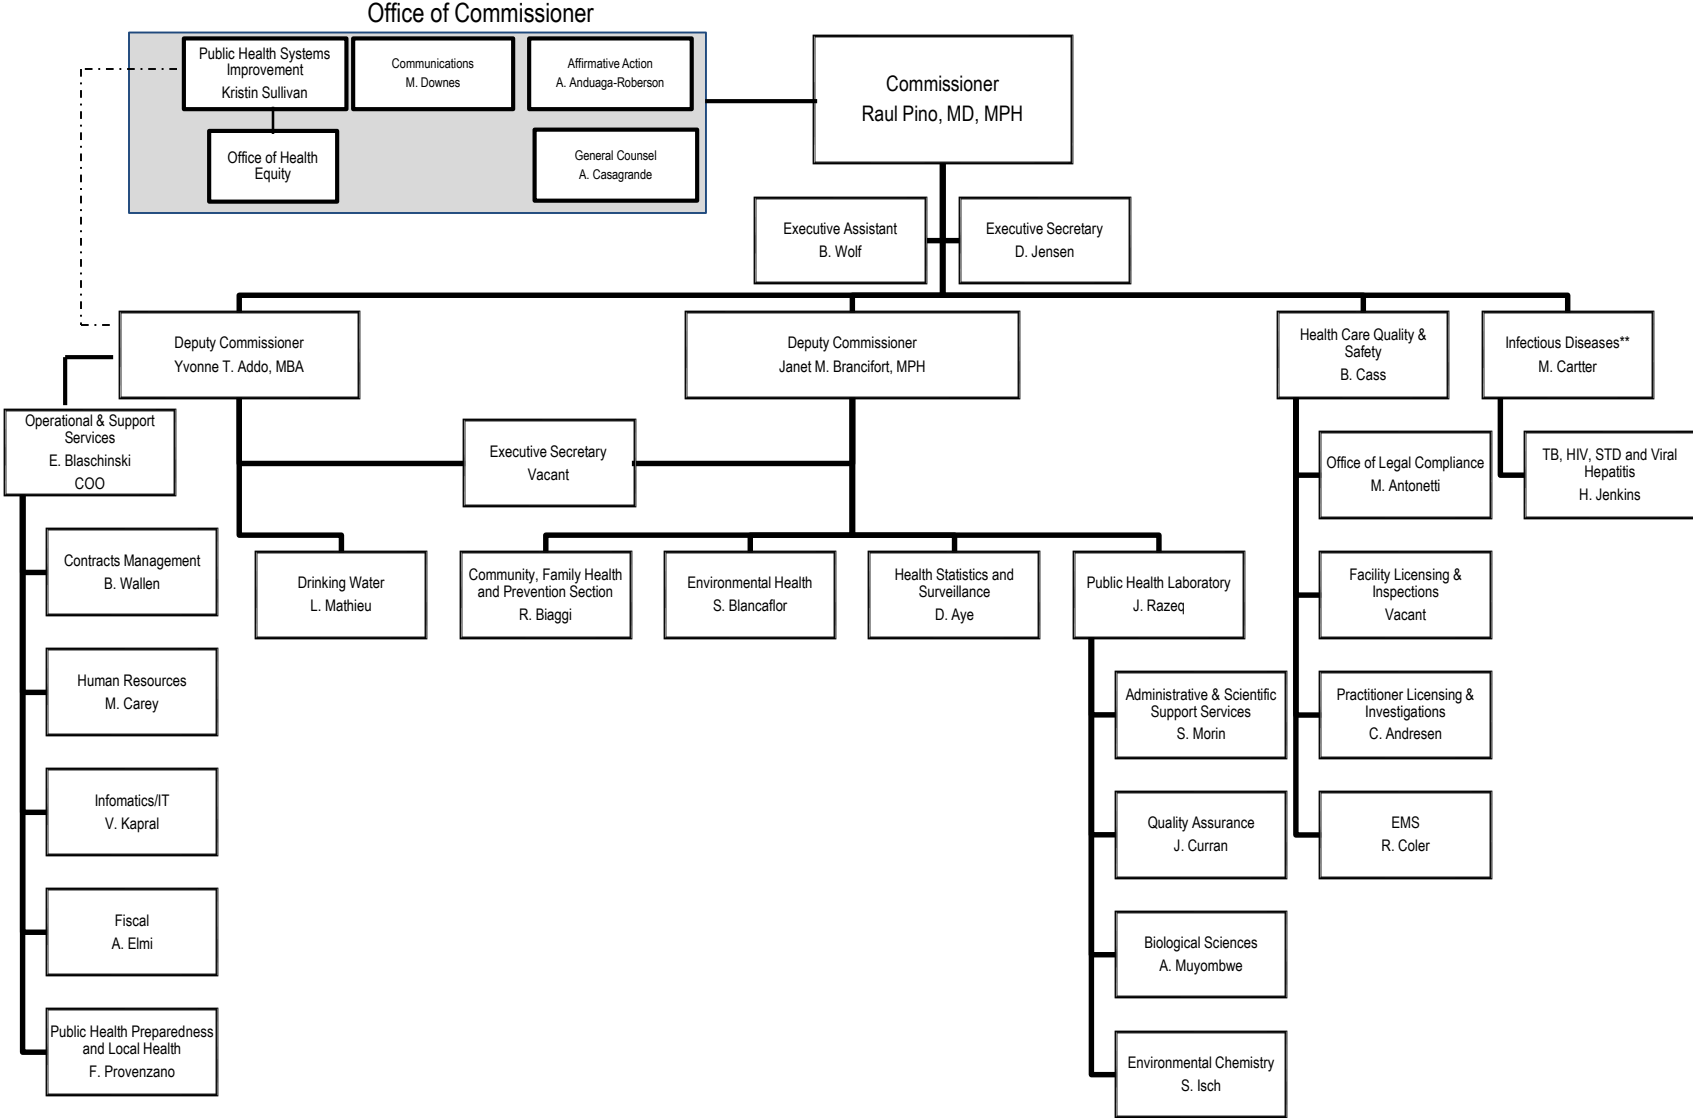 Office of Commissioner
Public Health Systems
Improvement
Kristin Sullivan
Communications
M. Downes
Affirmative Action
A. Anduaga-Roberson
Office of Health
Equity
General Counsel
A. Casagrande
Commissioner
Raul Pino, MD, MPH
Executive Assistant
B. Wolf
Executive Secretary
D. Jensen
Deputy Commissioner
Yvonne T. Addo, MBA
Deputy Commissioner
Janet M. Brancifort, MPH
Health Care Quality &
Safety
B. Cass
Infectious Diseases**
M. Cartter
Operational & Support
Services
E. Blaschinski
COO
Executive Secretary
Vacant
Office of Legal Compliance
M. Antonetti
TB, HIV, STD and Viral
Hepatitis
H. Jenkins
Contracts Management
B. Wallen
Drinking Water
L. Mathieu
Community, Family Health
and Prevention Section
R. Biaggi
Environmental Health
S. Blancaflor
Health Statistics and
Surveillance
D. Aye
Public Health Laboratory
J. Razeq
Facility Licensing &
Inspections
Vacant
Human Resources
M. Carey
Administrative & Scientific
Support Services
S. Morin
Practitioner Licensing &
Investigations
C. Andresen
Infomatics/IT
V. Kapral
Quality Assurance
J. Curran
EMS
R. Coler
Fiscal
A. Elmi
Biological Sciences
A. Muyombwe
Public Health Preparedness
and Local Health
F. Provenzano
Environmental Chemistry
S. Isch